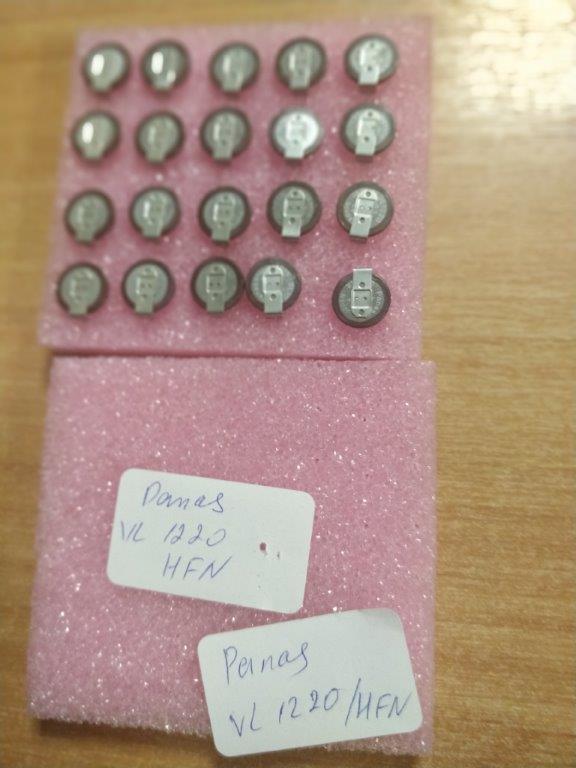 Panas
VL 1220
HFN
Panas
VL 1220/HFN